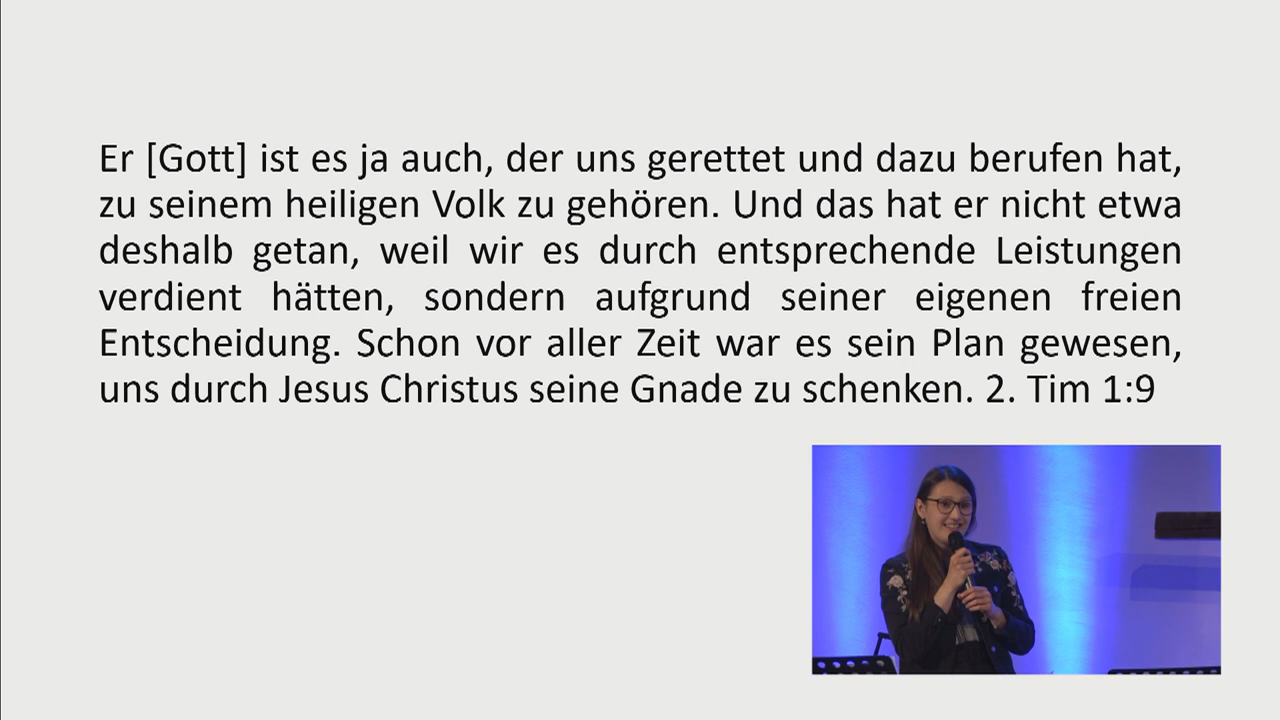 Er [Gott] ist es ja auch, der uns gerettet und dazu berufen hat,
zu seinem heiligen Volk zu gehören. Und das hat er nicht etwa
deshalb getan, weil wir es durch entsprechende Leistungen
verdient hätten, sondern aufgrund seiner eigenen freien
Entscheidung. Schon vor aller Zeit war es sein Plan gewesen,
uns durch Jesus Christus seine Gnade zu schenken. 2. Tim 1:9